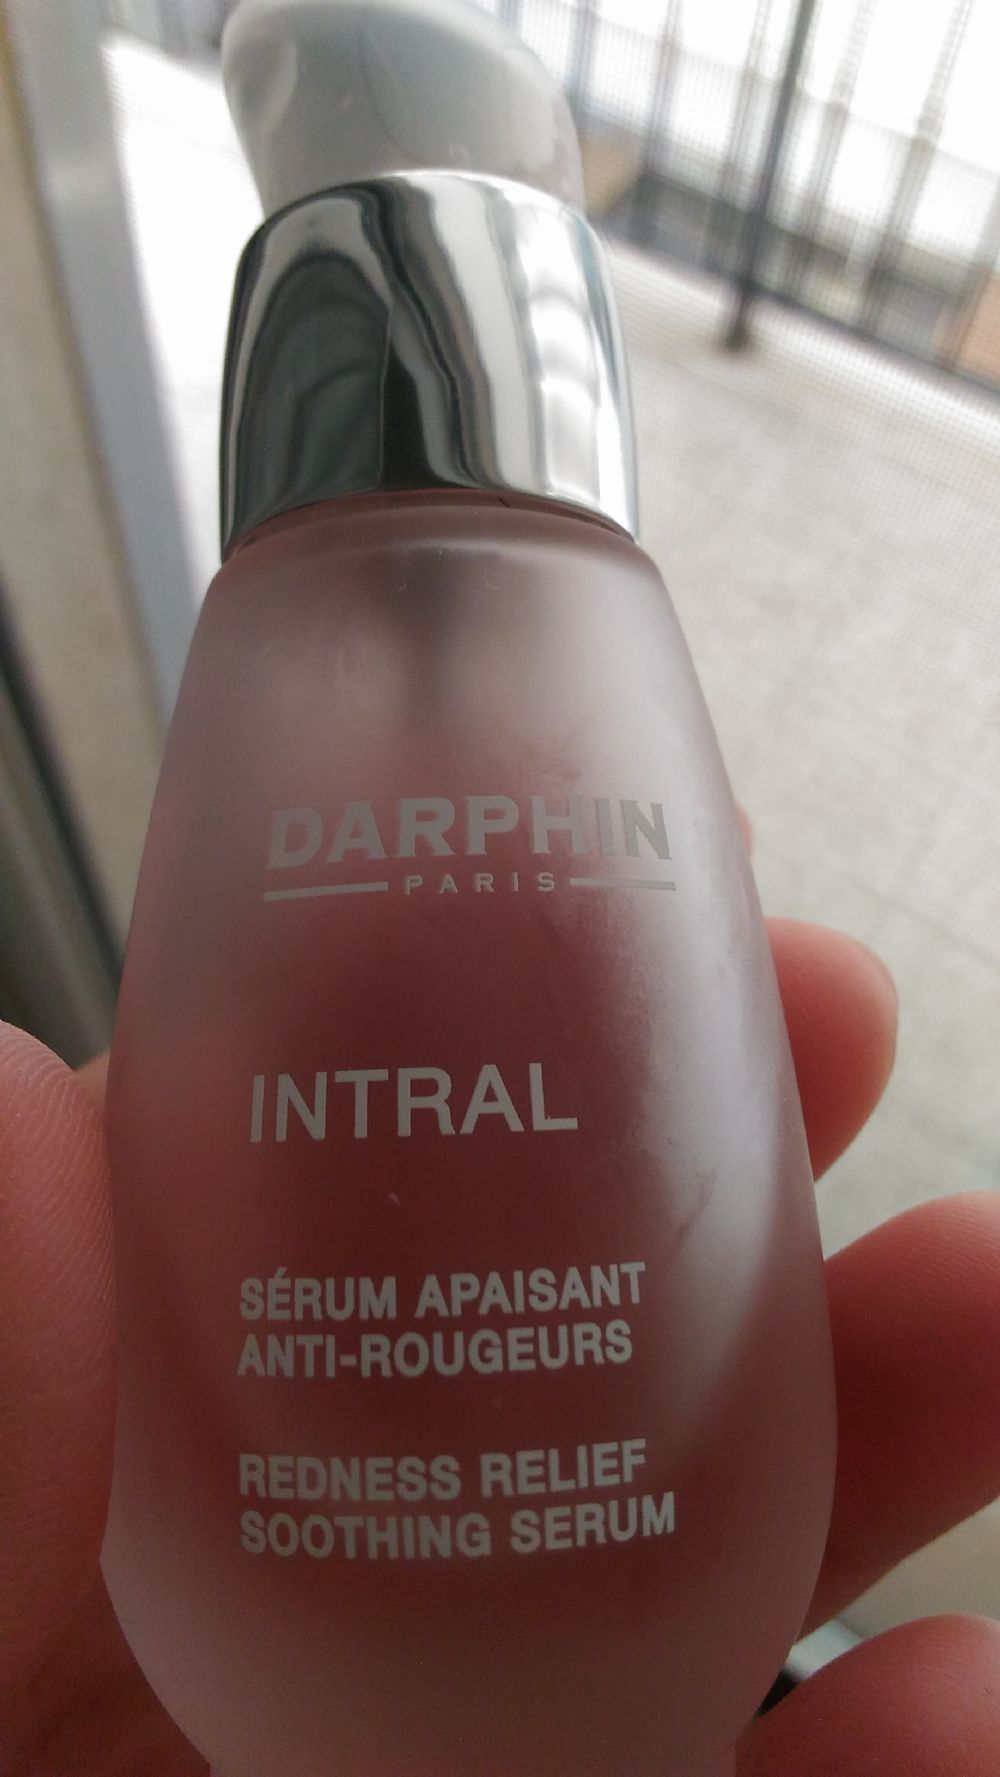 DARPHIN
PARIS
INTRAL
SÉRUM APAISANT
ANTI-ROUGEURS
REDNESS RELIEF
SOOTHING SERUM